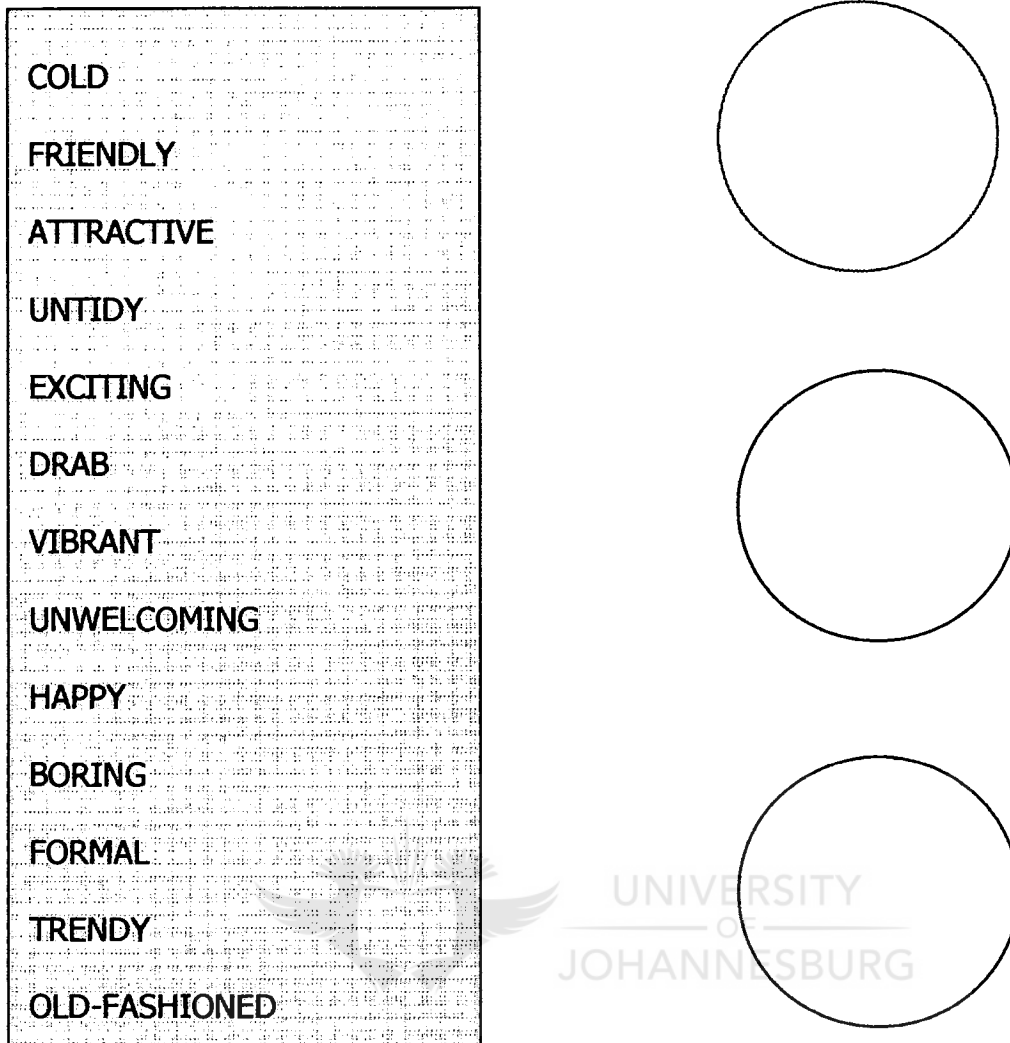 COLD
FRIENDLY
ATTRACTIVE
UNTIDY
EXCITING
DRAB
VIBRANT
UNWELCOMING
HAPPY
BORING
FORMAL
TRENDY
OLD-FASHIONED
UNIVERSITY
OF
JOHANNESBURG